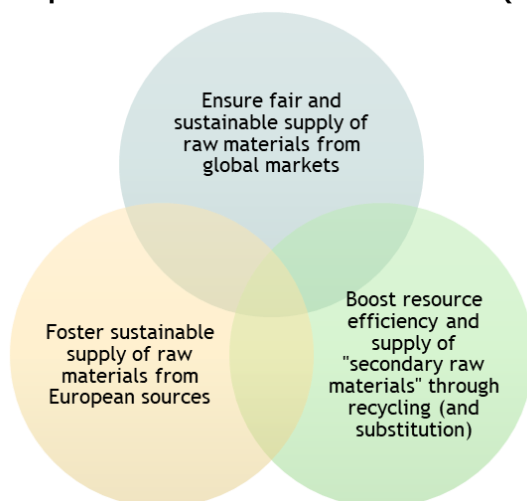 Ensure fair and
sustainable supply of
raw materials from
global markets
Foster sustainable
supply of raw
materials from
European sources
Boost resource
efficiency and
supply of
"secondary raw
materials" through
recycling (and
substitution)